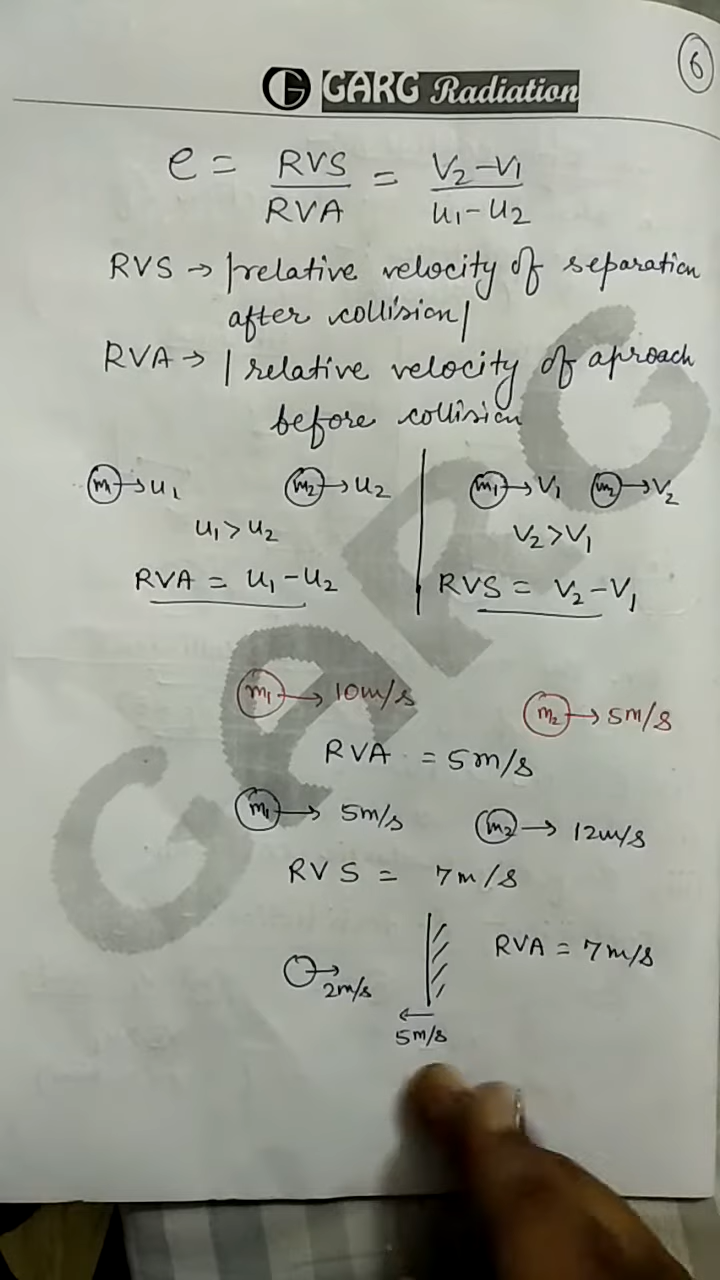 6
G GARG Radiation
e = RVS/RVA = V2-V1/u1-u2
RVS → |relative velocity of separation
after collision|
RVA → | relative velocity of aproach
before collision
m1 → u1 m2 → u2
u1 > u2
RVA = u1 - u2
m1 → V1 m2 → V2
V2 > V1
RVS = V2 - V1
m1 → 10m/s m2 → 5m/s
RVA = 5m/s
m1 → 5m/s m2 → 12m/s
RVS = 7m/s
2m/s
5m/s
RVA = 7m/s
GARG